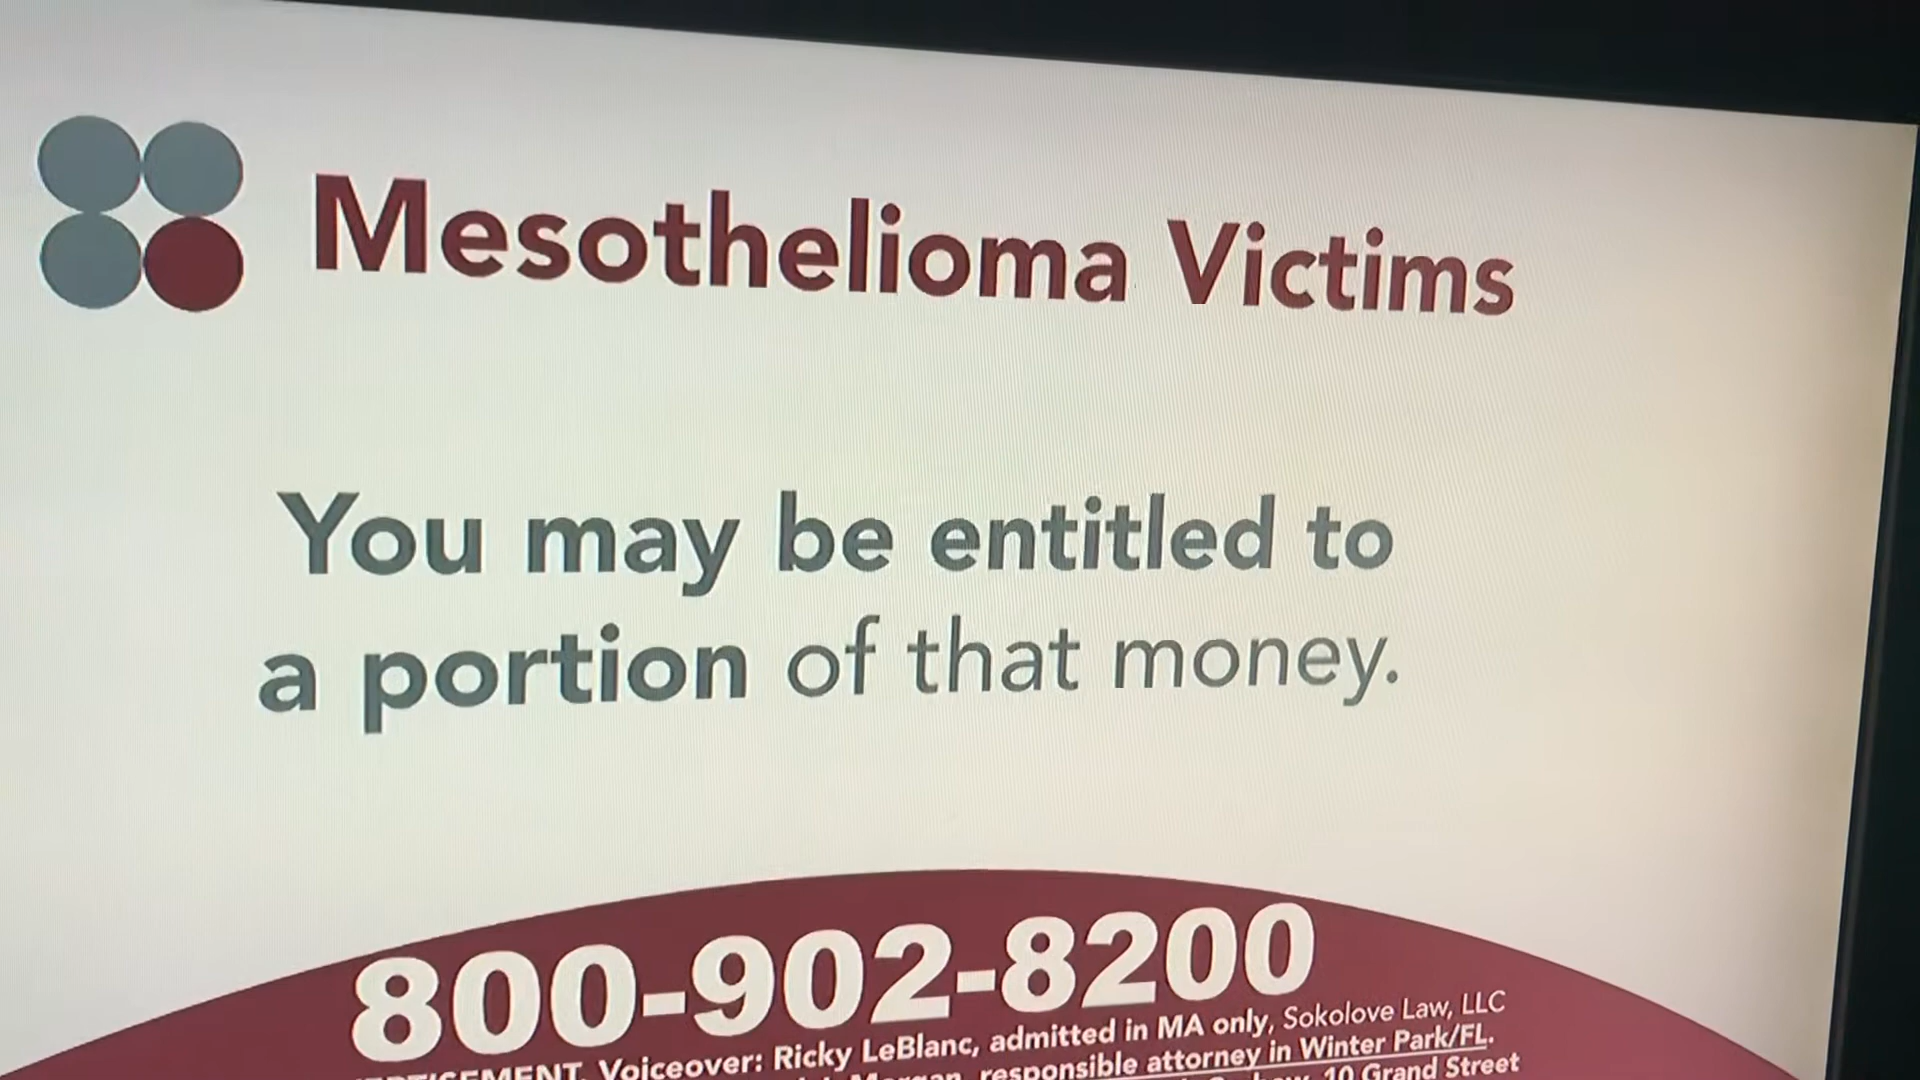 Mesothelioma Victims
You may be entitled to
a portion of that money.
800-902-8200
Voiceover: Ricky LeBlanc, admitted in MA only, Sokolove Law, LLC
responsible attorney in Winter Park/FL.
10 Grand Street